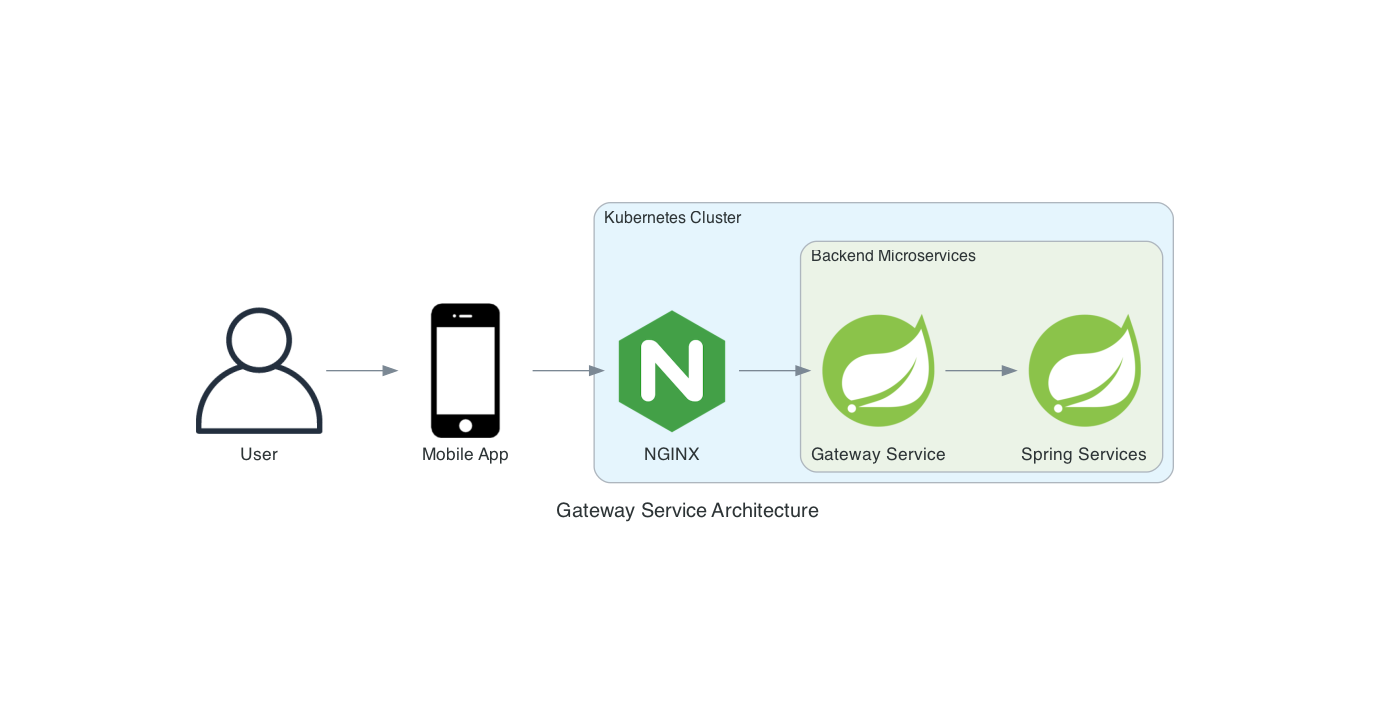 Kubernetes Cluster
Backend Microservices
N
User
Mobile App
NGINX
Gateway Service
Spring Services
Gateway Service Architecture